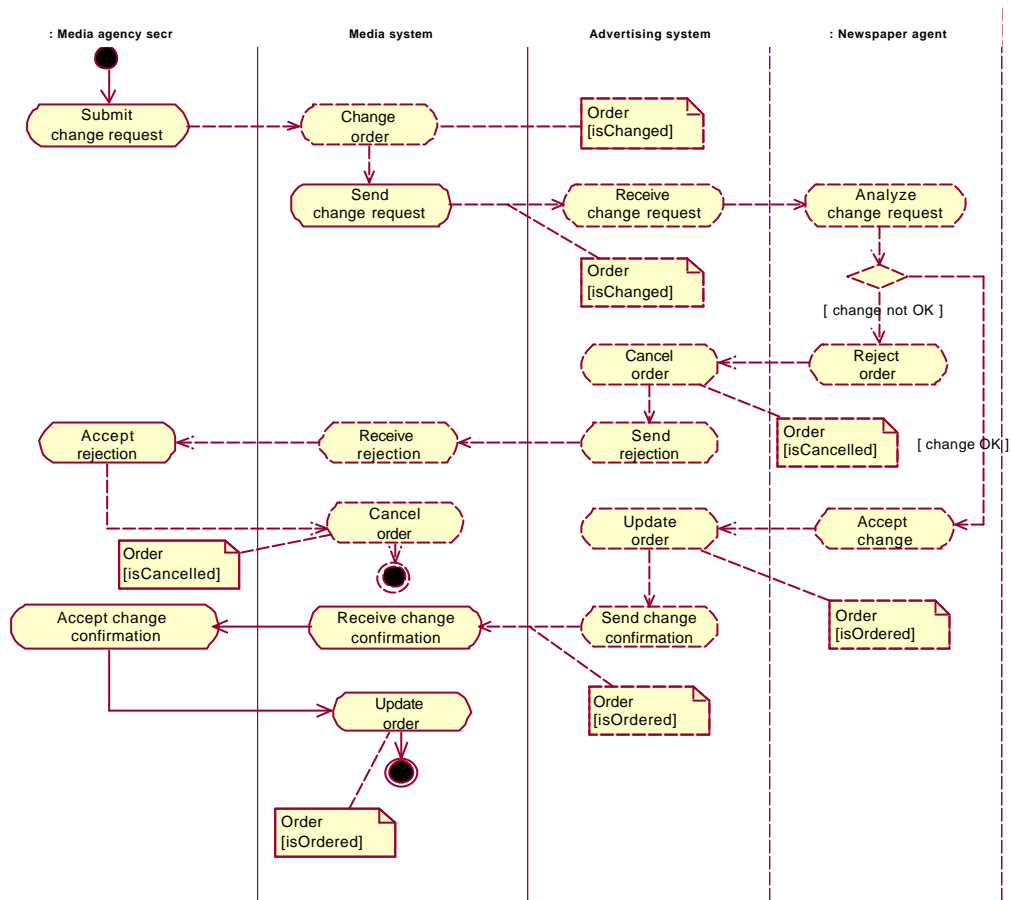 : Media agency secr
Media system
Advertising system
: Newspaper agent
Submit
change request
Change
order
Order
[isChanged]
Send
change request
Receive
change request
Analyze
change request
Order
[isChanged]
[ change not OK ]
Cancel
order
Reject
order
Accept
rejection
Receive
rejection
Send
rejection
Order
[isCancelled]
[ change OK ]
Cancel
order
Update
order
Accept
change
Order
[isCancelled]
Accept change
confirmation
Receive change
confirmation
Send change
confirmation
Order
[isOrdered]
Update
order
Order
[isOrdered]
Order
[isOrdered]